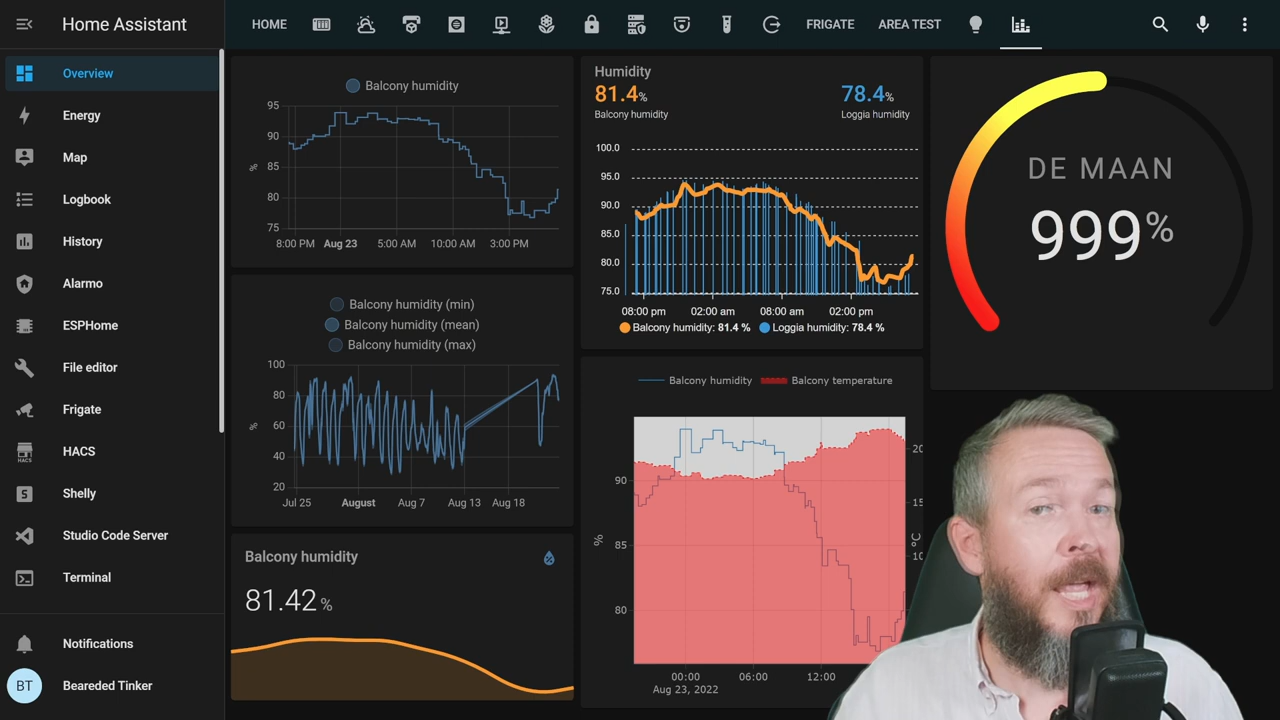 Home Assistant
HOME
FRIGATE
AREA TEST
Overview
Energy
Map
Logbook
History
Alarmo
ESPHome
File editor
Frigate
HACS
HACS
Shelly
Studio Code Server
Terminal
Notifications
BT
Beareded Tinker
Balcony humidity
95
90
85
80
75
%
8:00 PM Aug 23 5:00 AM 10:00 AM 3:00 PM
Balcony humidity (min)
Balcony humidity (mean)
Balcony humidity (max)
100
80
60
40
20
%
Jul 25 August Aug 7 Aug 13 Aug 18
Balcony humidity
81.42 %
Humidity
81.4% 78.4%
Balcony humidity Loggia humidity
100.0
95.0
90.0
85.0
80.0
75.0
08:00 pm 02:00 am 08:00 am 02:00 pm
Balcony humidity: 81.4 % Loggia humidity: 78.4 %
Balcony humidity Balcony temperature
90
85
80
%
20
15
10
°C
00:00 06:00 12:00
Aug 23, 2022
DE MAAN
999%